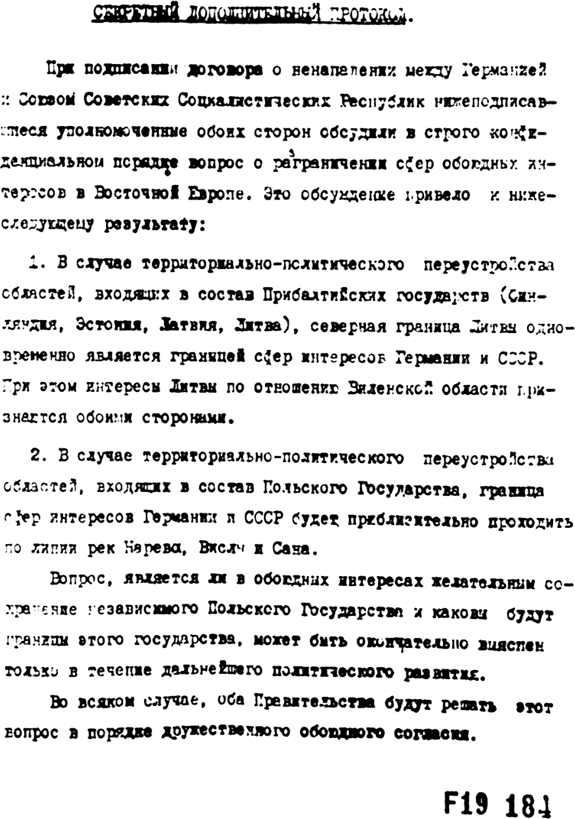 СЕКРЕТНЫЙ ДОПОЛНИТЕЛЬНЫЙ ПРОТОКОЛ.
При подписании договора о ненападении между Германией
и Союзом Советских Социалистических Республик нижеподписав-
шиеся уполномоченные обоих сторон обсудили в строго конфи-
денциальном порядке вопрос о разграничении сфер обоюдных ин-
тересов в Восточной Европе. Это обсуждение привело к ниже-
следующему результату:
1. В случае территориально-политического переустройства
областей, входящих в состав Прибалтийских государств (Фин-
ляндия, Эстония, Латвия, Литва), северная граница Литвы одно-
временно является границей сфер интересов Германии и СССР.
При этом интересы Литвы по отношению Виленской области при-
знаются обоими сторонами.
2. В случае территориально-политического переустройства
областей, входящих в состав Польского Государства, граница
сфер интересов Германии и СССР будет приблизительно проходить
по линии рек Нарева, Вислы и Сана.
Вопрос, является ли в обоюдных интересах желательным со-
хранение независимого Польского Государства и каковы будут
границы этого государства, может быть окончательно выяснен
только в течение дальнейшего политического развития.
Во всяком случае, оба Правительства будут решать этот
вопрос в порядке дружественного обоюдного согласия.
F19 184